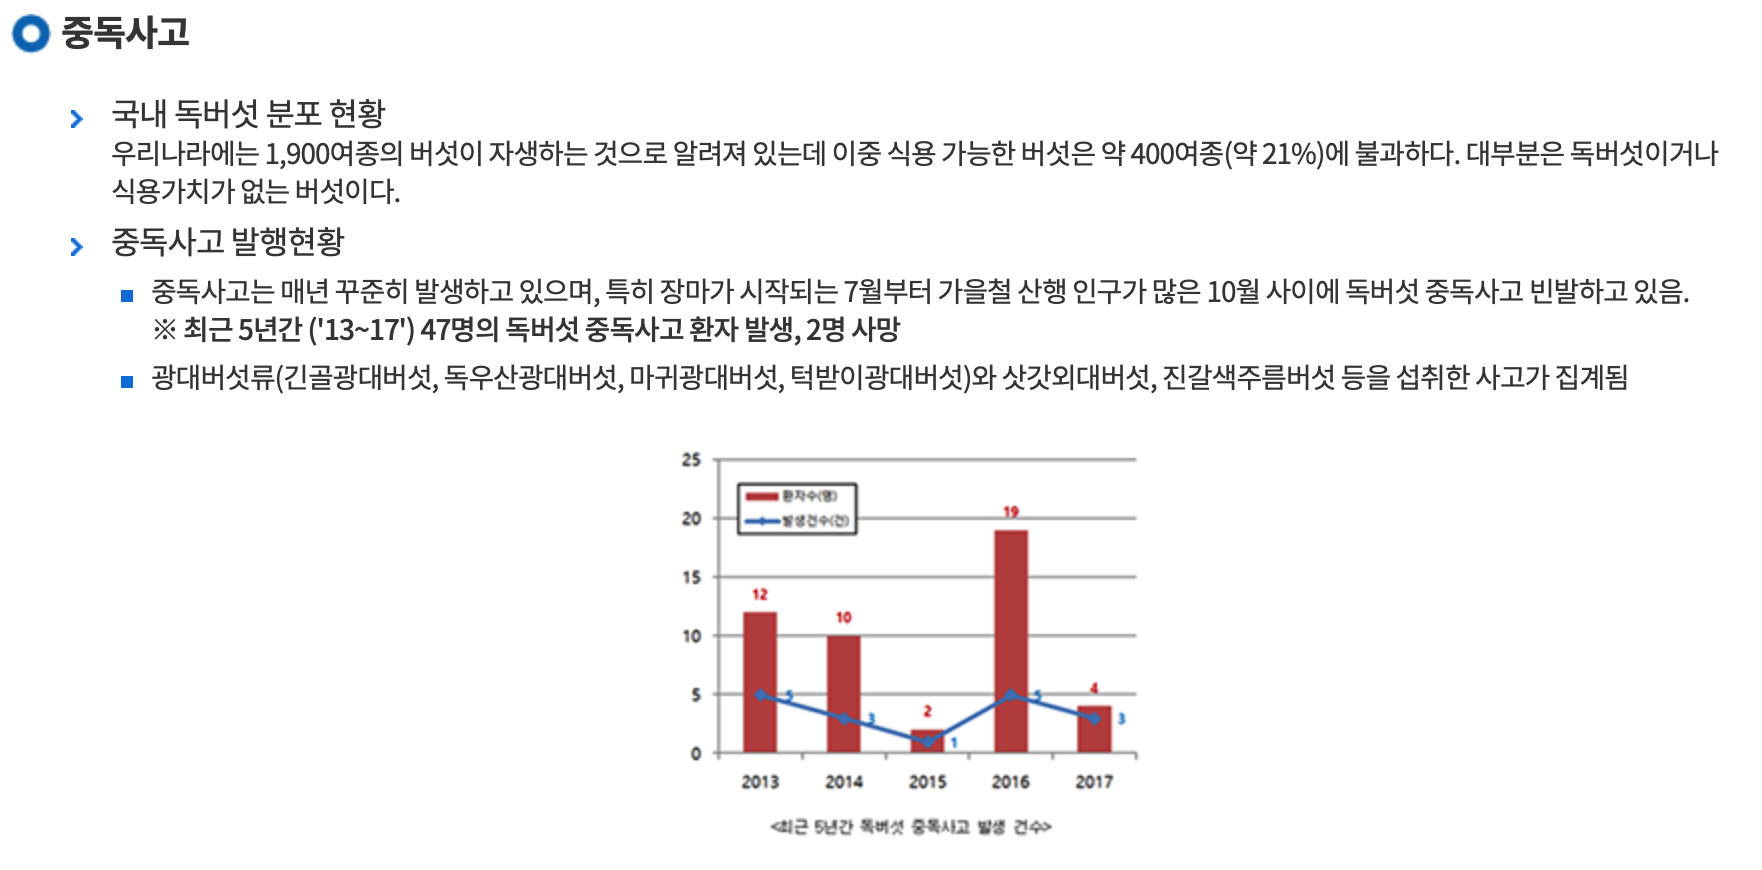 중독사고
국내 독버섯 분포 현황
우리나라에는 1,900여종의 버섯이 자생하는 것으로 알려져 있는데 이중 식용 가능한 버섯은 약 400여종(약 21%)에 불과하다. 대부분은 독버섯이거나
식용가치가 없는 버섯이다.
중독사고 발행현황
중독사고는 매년 꾸준히 발생하고 있으며, 특히 장마가 시작되는 7월부터 가을철 산행 인구가 많은 10월 사이에 독버섯 중독사고 빈발하고 있음.
※ 최근 5년간 ('13~17') 47명의 독버섯 중독사고 환자 발생, 2명 사망
광대버섯류(긴골광대버섯, 독우산광대버섯, 마귀광대버섯, 턱받이광대버섯)와 삿갓외대버섯, 진갈색주름버섯 등을 섭취한 사고가 집계됨
25
환자수(명)
발생건수(건)
20
19
15
12
10
10
5
5
3
2
1
5
4
3
0
2013 2014 2015 2016 2017
<최근 5년간 독버섯 중독사고 발생 건수>